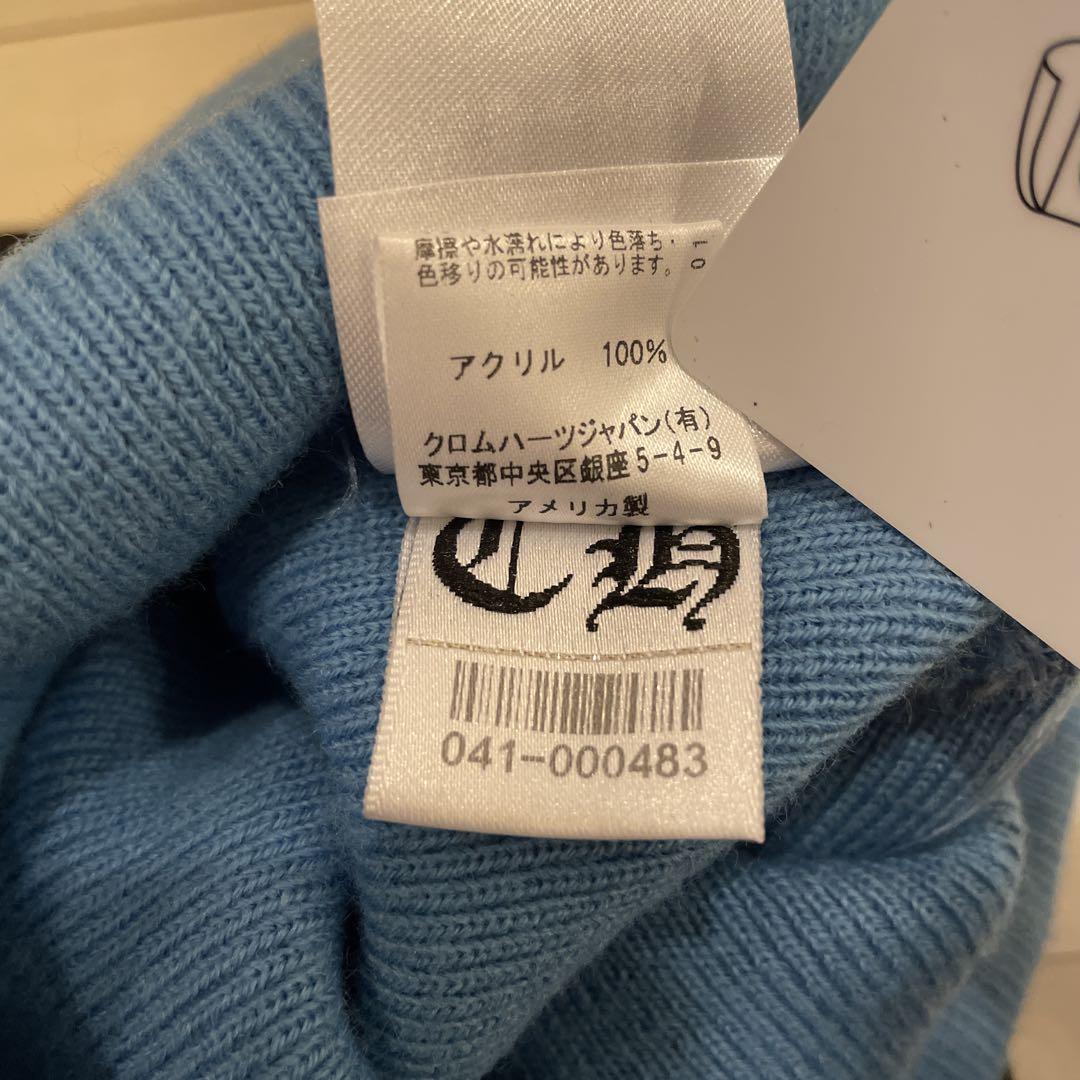 摩擦や水濡れにより色落ち・
色移りの可能性があります。
10
アクリル 100%
クロムハーツジャパン(有)
東京都中央区銀座5-4-9
アメリカ製
CH
041-000483